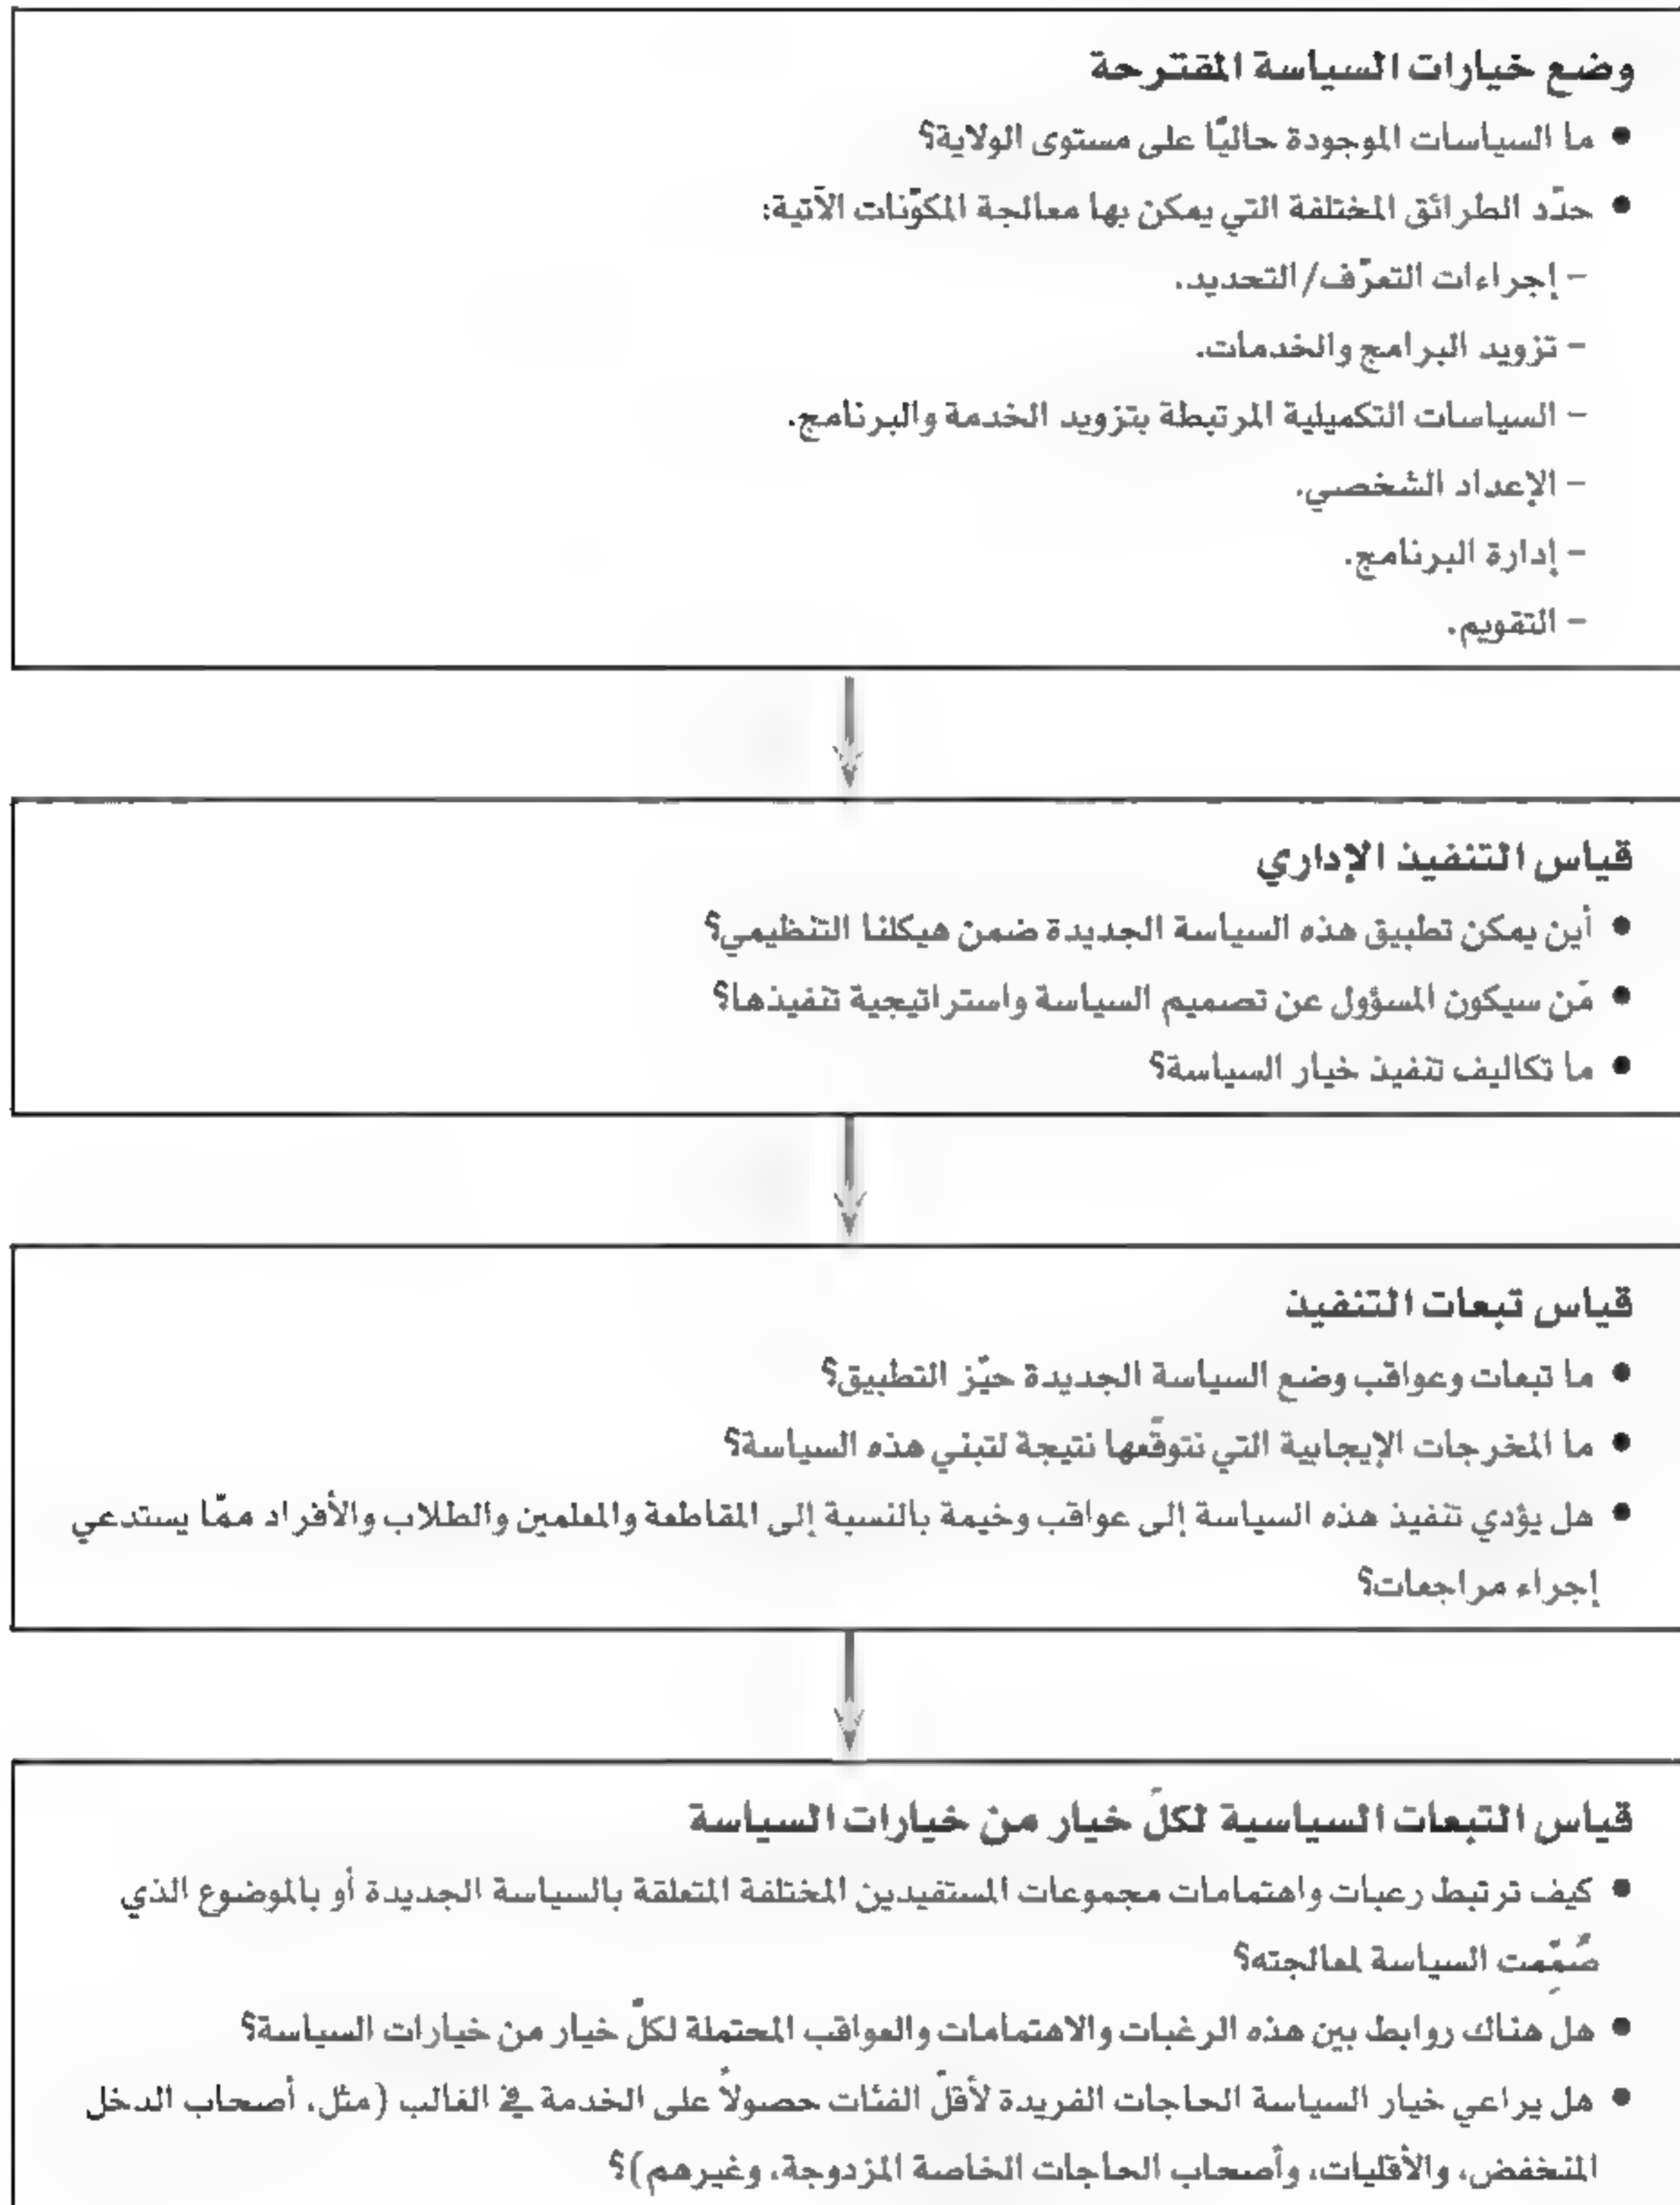 وضع خيارات السياسة المقترحة
• ما السياسات الموجودة حاليًا على مستوى الولاية؟
• حدّد الطرائق المختلفة التي يمكن بها معالجة المكوّنات الآتية:
– إجراءات التعرّف/التحديد.
– تزويد البرامج والخدمات.
– السياسات التكميلية المرتبطة بتزويد الخدمة والبرنامج.
– الإعداد الشخصي.
– إدارة البرنامج.
– التقويم.
قياس التنفيذ الإداري
• أين يمكن تطبيق هذه السياسة الجديدة ضمن هيكلنا التنظيمي؟
• مَن سيكون المسؤول عن تصميم السياسة واستراتيجية تنفيذها؟
• ما تكاليف تنفيذ خيار السياسة؟
قياس تبعات التنفيذ
• ما تبعات وعواقب وضع السياسة الجديدة حيّز التطبيق؟
• ما المخرجات الإيجابية التي نتوقّعها نتيجة لتبني هذه السياسة؟
• هل يؤدي تنفيذ هذه السياسة إلى عواقب وخيمة بالنسبة إلى المقاطعة والمعلمين والطلاب والأفراد ممّا يستدعي
إجراء مراجعات؟
قياس التبعات السياسية لكلّ خيار من خيارات السياسة
• كيف ترتبط رعبات واهتمامات مجموعات المستفيدين المختلفة المتعلقة بالسياسة الجديدة أو بالموضوع الذي
صُمِّمت السياسة لمعالجته؟
• هل هناك روابط بين هذه الرغبات والاهتمامات والعواقب المحتملة لكلّ خيار من خيارات السياسة؟
• هل يراعي خيار السياسة الحاجات الفريدة لأقلّ الفئات حصولاً على الخدمة في الغالب (مثل، أصحاب الدخل
المنخفض، والأقليات، وأصحاب الحاجات الخاصة المزدوجة، وغيرهم)؟